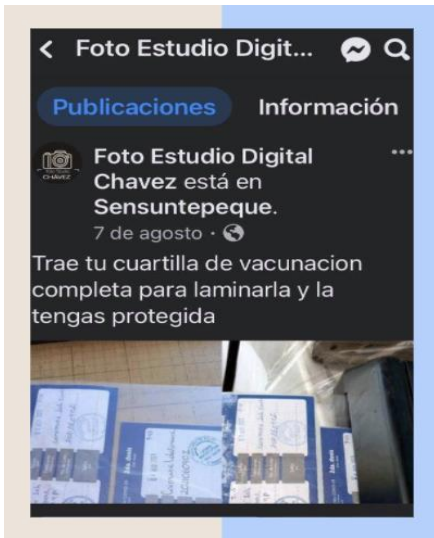 Foto Estudio Digit...
Publicaciones Información
Foto Estudio Digital
Chavez está en
Sensuntepeque.
7 de agosto ·
Trae tu cuartilla de vacunacion
completa para laminarla y la
tengas protegida